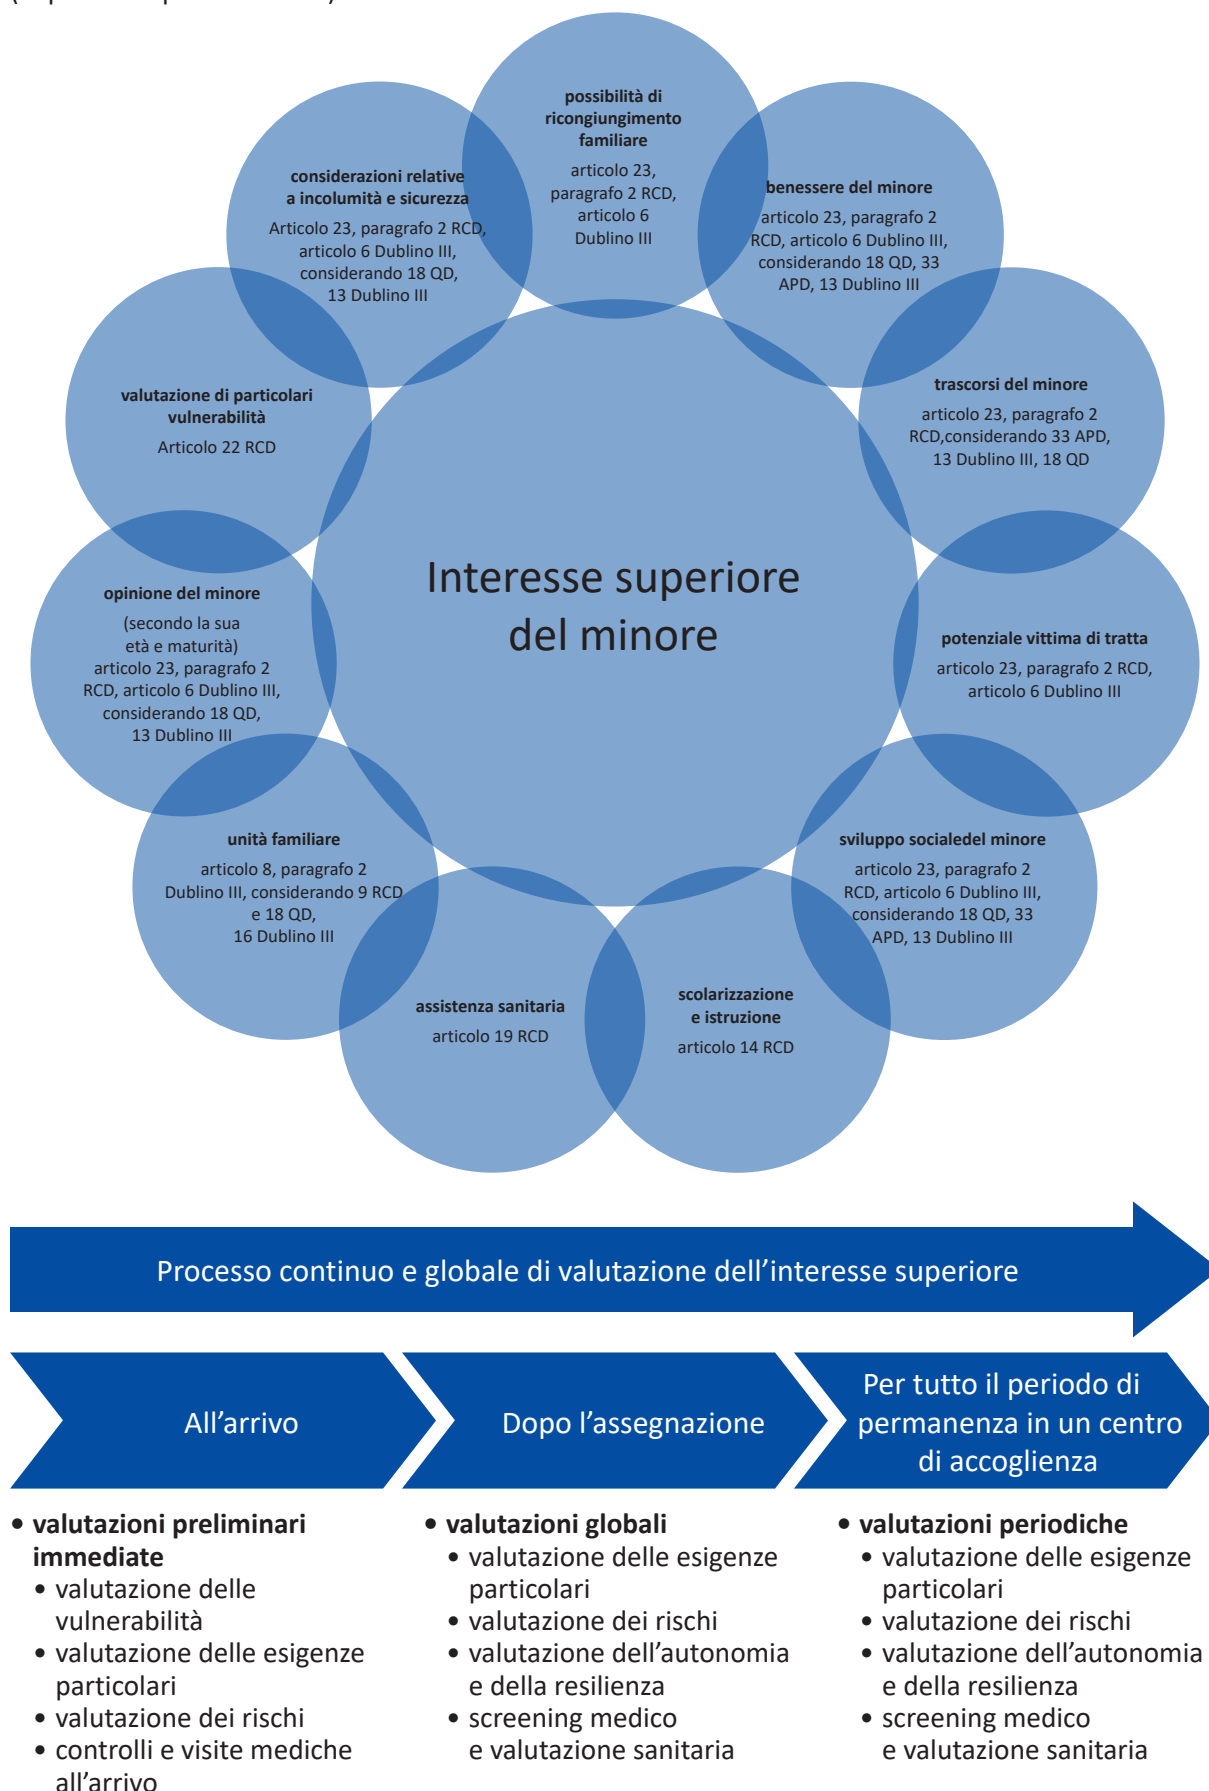 possibilità di
ricongiungimento
familiare
articolo 23,
paragrafo 2 RCD,
articolo 6
Dublino III
benessere del minore
articolo 23, paragrafo 2
RCD, articolo 6 Dublino III,
considerando 18 QD, 33
APD, 13 Dublino III
trascorsi del minore
articolo 23, paragrafo 2
RCD,considerando 33 APD,
13 Dublino III, 18 QD
potenziale vittima di tratta
articolo 23, paragrafo 2 RCD,
articolo 6 Dublino III
sviluppo socialedel minore
articolo 23, paragrafo 2
RCD, articolo 6 Dublino III,
considerando 18 QD, 33
APD, 13 Dublino III
scolarizzazione
e istruzione
articolo 14 RCD
assistenza sanitaria
articolo 19 RCD
unità familiare
articolo 8, paragrafo 2
Dublino III, considerando 9 RCD
e 18 QD,
16 Dublino III
opinione del minore
(secondo la sua
età e maturità)
articolo 23, paragrafo 2
RCD, articolo 6 Dublino III,
considerando 18 QD,
13 Dublino III
valutazione di particolari
vulnerabilità
Articolo 22 RCD
considerazioni relative
a incolumità e sicurezza
Articolo 23, paragrafo 2 RCD,
articolo 6 Dublino III,
considerando 18 QD,
13 Dublino III
Interesse superiore
del minore
Processo continuo e globale di valutazione dell’interesse superiore
All’arrivo
• valutazioni preliminari
immediate
• valutazione delle
vulnerabilità
• valutazione delle esigenze
particolari
• valutazione dei rischi
• controlli e visite mediche
all’arrivo
Dopo l’assegnazione
• valutazioni globali
• valutazione delle esigenze
particolari
• valutazione dei rischi
• valutazione dell’autonomia
e della resilienza
• screening medico
e valutazione sanitaria
Per tutto il periodo di
permanenza in un centro
di accoglienza
• valutazioni periodiche
• valutazione delle esigenze
particolari
• valutazione dei rischi
• valutazione dell’autonomia
e della resilienza
• screening medico
e valutazione sanitaria